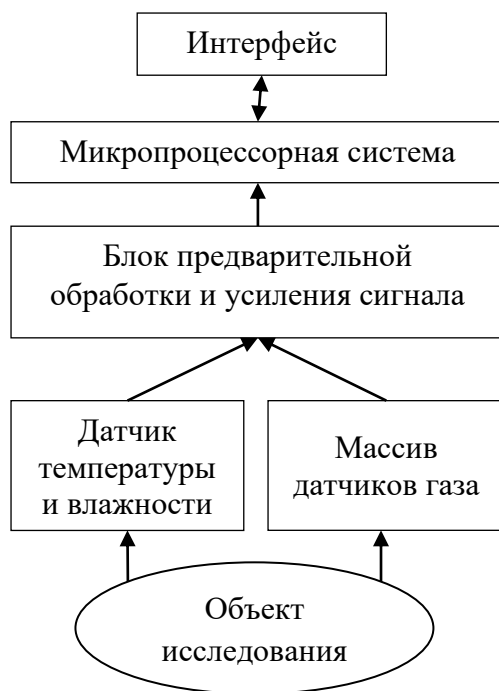 Интерфейс
Микропроцессорная система
Блок предварительной
обработки и усиления сигнала
Датчик
температуры
и влажности
Массив
датчиков газа
Объект
исследования